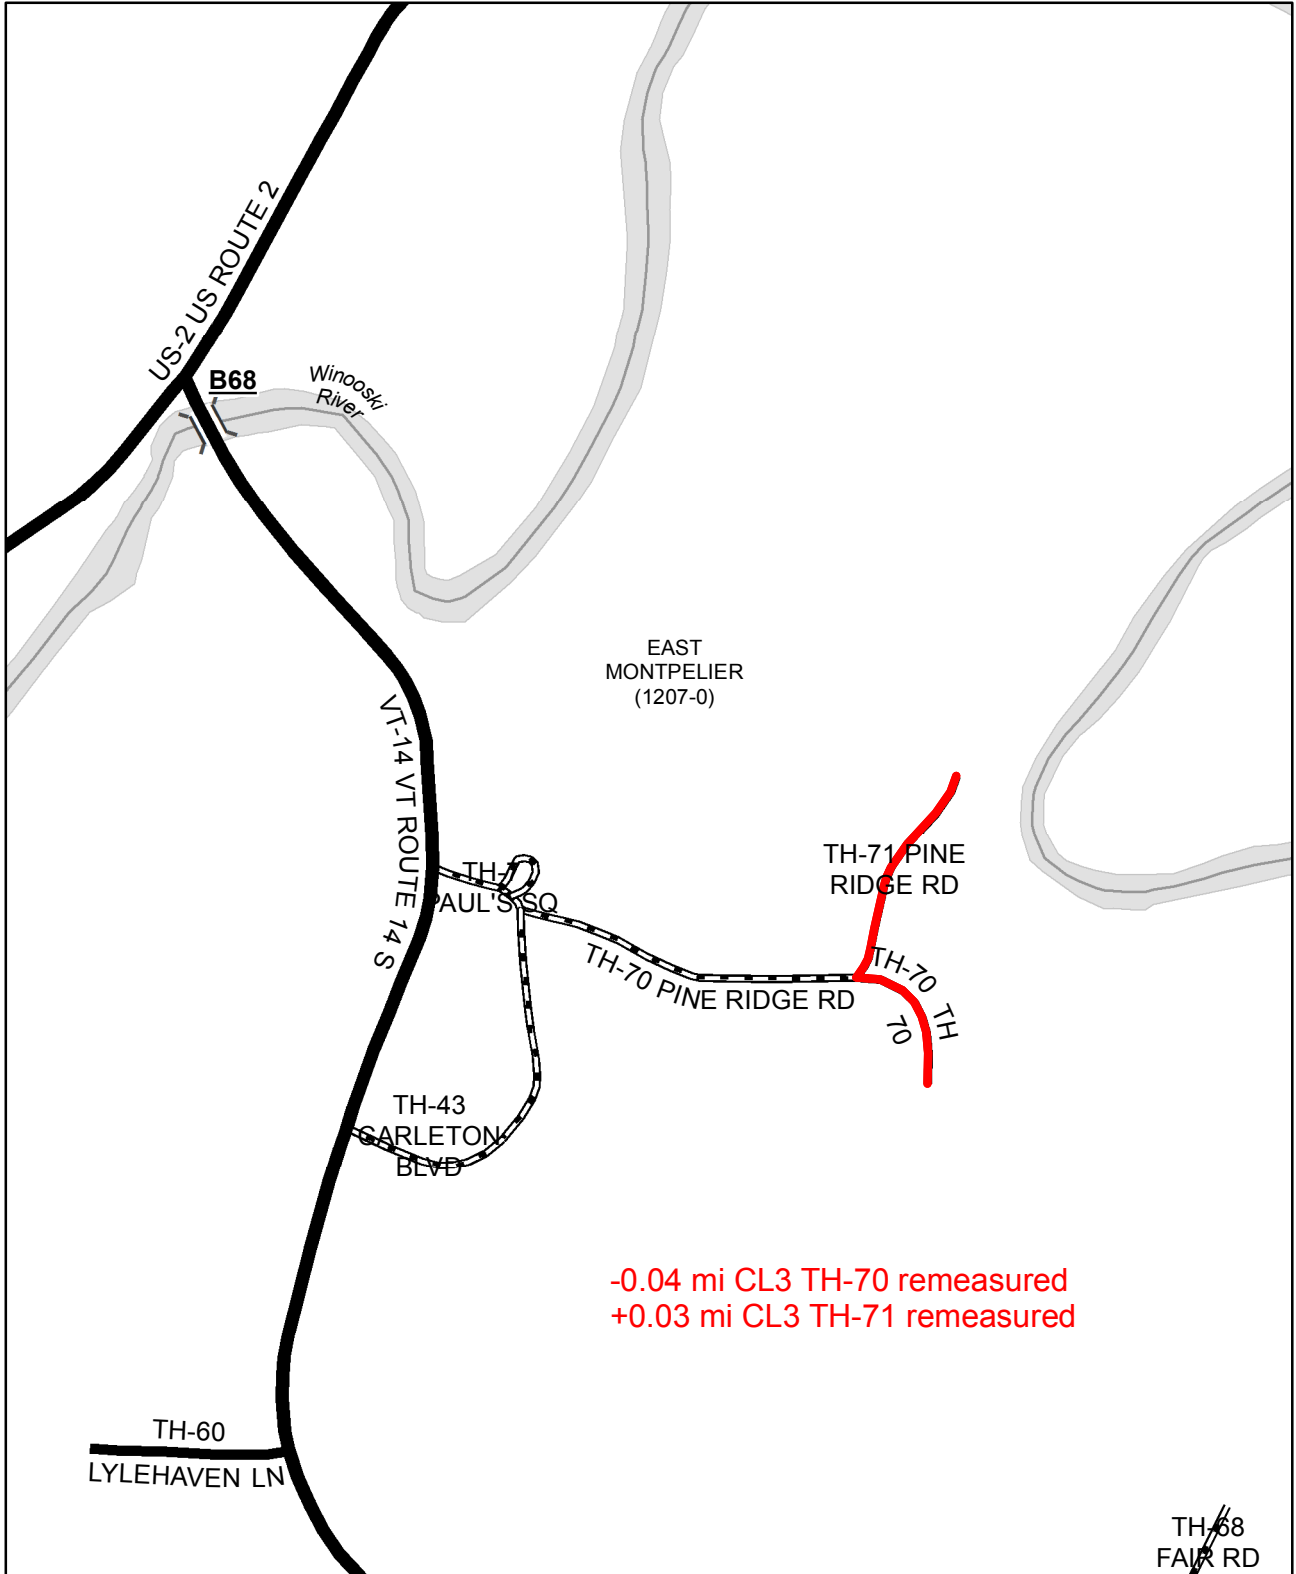 US-2 US ROUTE 2
B68
Winooski
River
EAST
MONTPELIER
(1207-0)
VT-14 VT ROUTE 14 S
TH-71 PINE
RIDGE RD
TH-7
PAUL'S SQ
TH-70 PINE RIDGE RD
TH-70 TH
70
TH-43
CARLETON
BLVD
-0.04 mi CL3 TH-70 remeasured
+0.03 mi CL3 TH-71 remeasured
TH-60
LYLEHAVEN LN
TH-68
FAIR RD